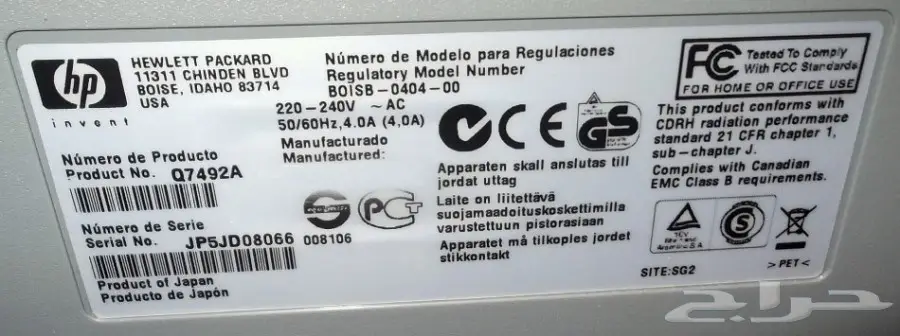 hp
invent
HEWLETT PACKARD
11311 CHINDEN BLVD
BOISE, IDAHO 83714
USA
Número de Modelo para Regulaciones
Regulatory Model Number
BOISB-0404-00
220-240V ~ AC
50/60Hz,4.0A (4,0A)
Manufacturado
Manufactured:
Número de Producto
Product No. Q7492A
Número de Serie
Serial No. JP5JD08066
008106
Product of Japan
Producto de Japón
PCT
CE
GS
Apparaten skall anslutas till
jordat uttag
Laite on liitettävä
suojamaadoituskoskettimilla
varustettuun pistorasiaan
Apparatet må tilkoples jordet
stikkontakt
FC
Tested To Comply
With FCC Standards
FOR HOME OR OFFICE USE
This product conforms with
CDRH radiation performance
standard 21 CFR chapter 1,
sub-chapter J.
Complies with Canadian
EMC Class B requirements.
S
SITE:SG2
>PET<
حراج